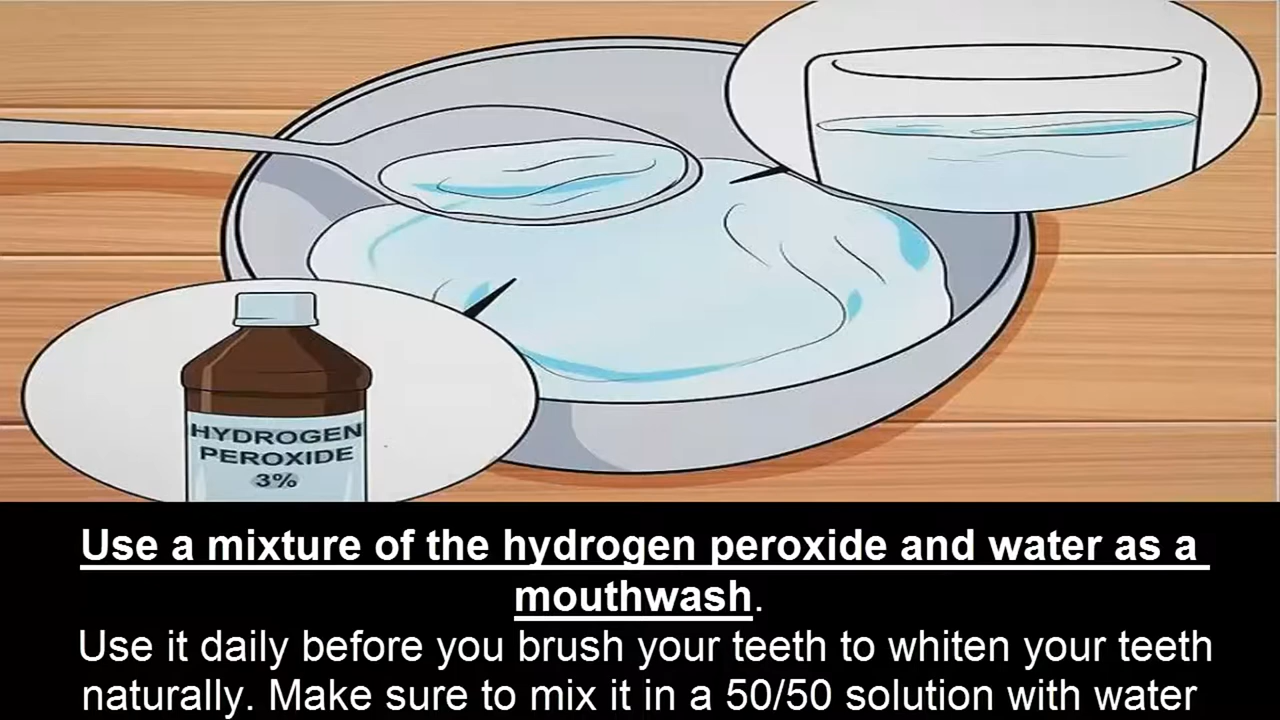 HYDROGEN
PEROXIDE
3%
Use a mixture of the hydrogen peroxide and water as a
mouthwash.
Use it daily before you brush your teeth to whiten your teeth
naturally. Make sure to mix it in a 50/50 solution with water